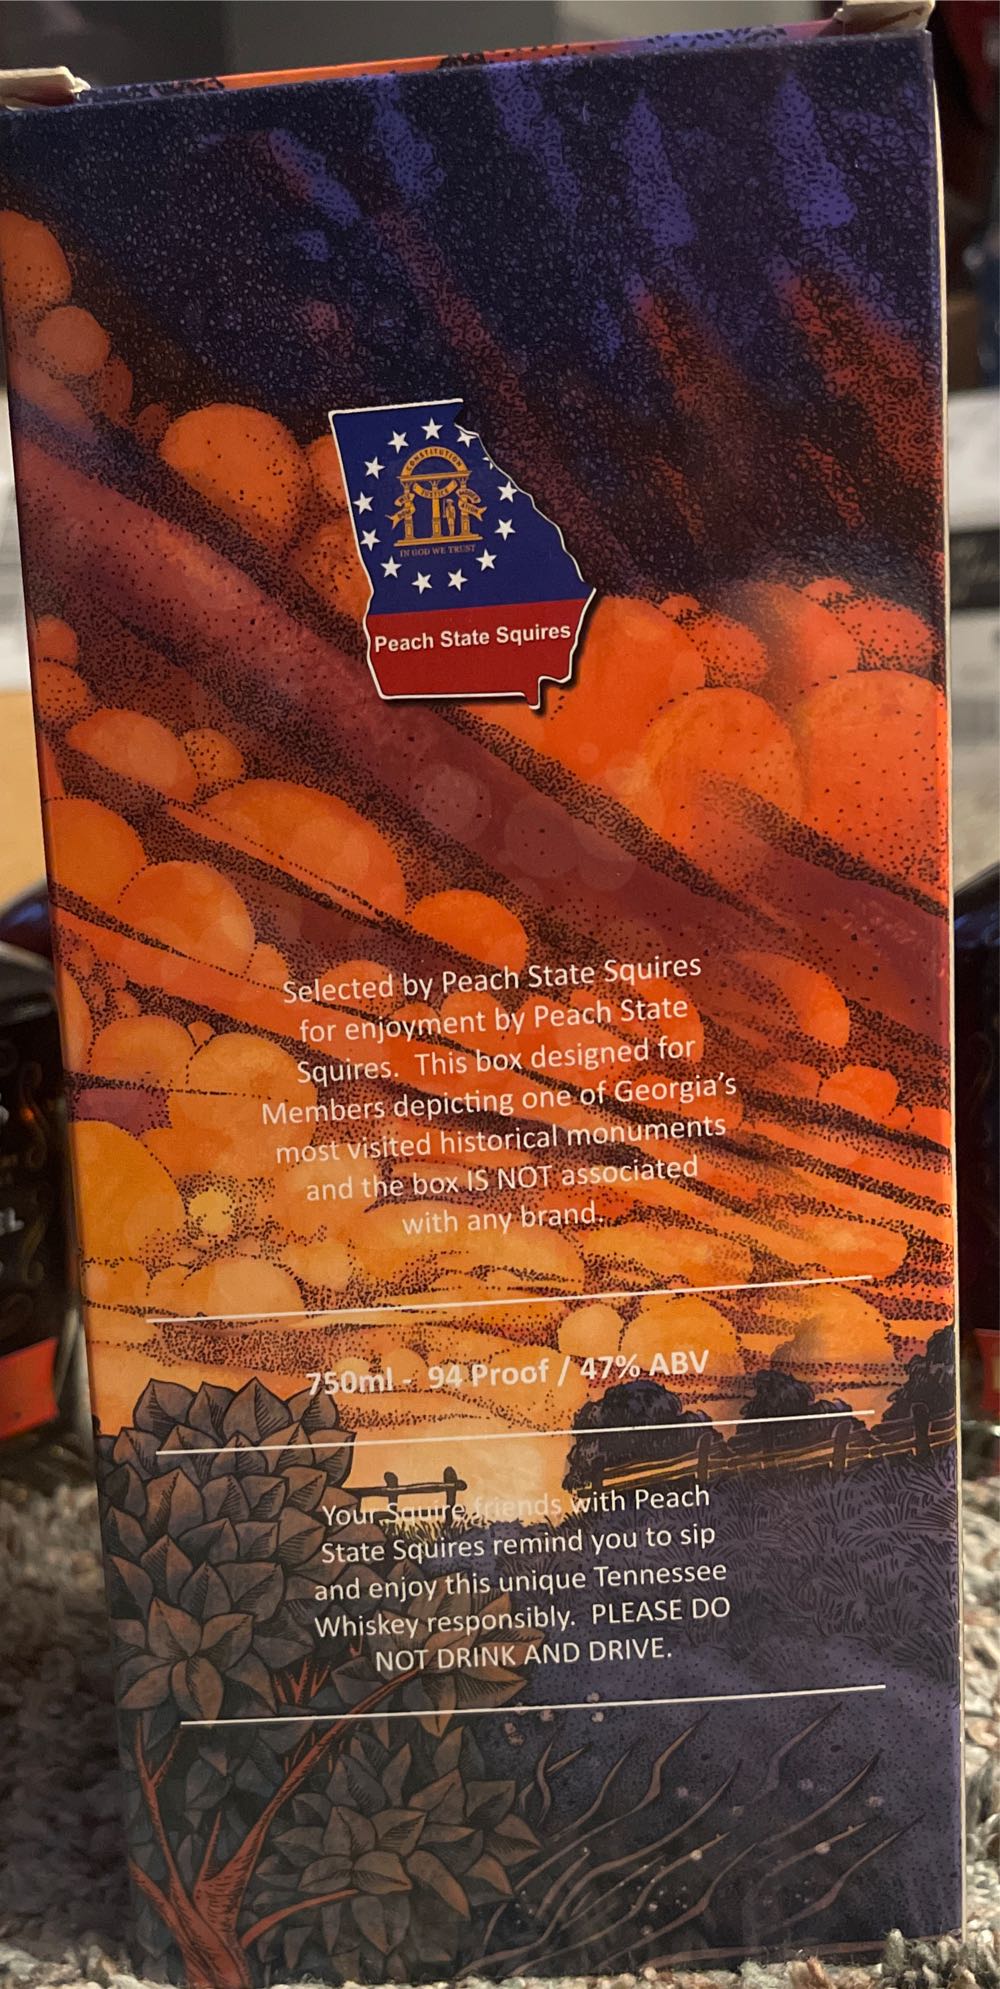 CONSTITUTION
JUSTICE
IN GOD WE TRUST
Peach State Squires
Selected by Peach State Squires
for enjoyment by Peach State
Squires. This box designed for
Members depicting one of Georgia's
most visited historical monuments
and the box IS NOT associated
with any brand.
750ml - 94 Proof / 47% ABV
Your Squire friends with Peach
State Squires remind you to sip
and enjoy this unique Tennessee
Whiskey responsibly. PLEASE DO
NOT DRINK AND DRIVE.